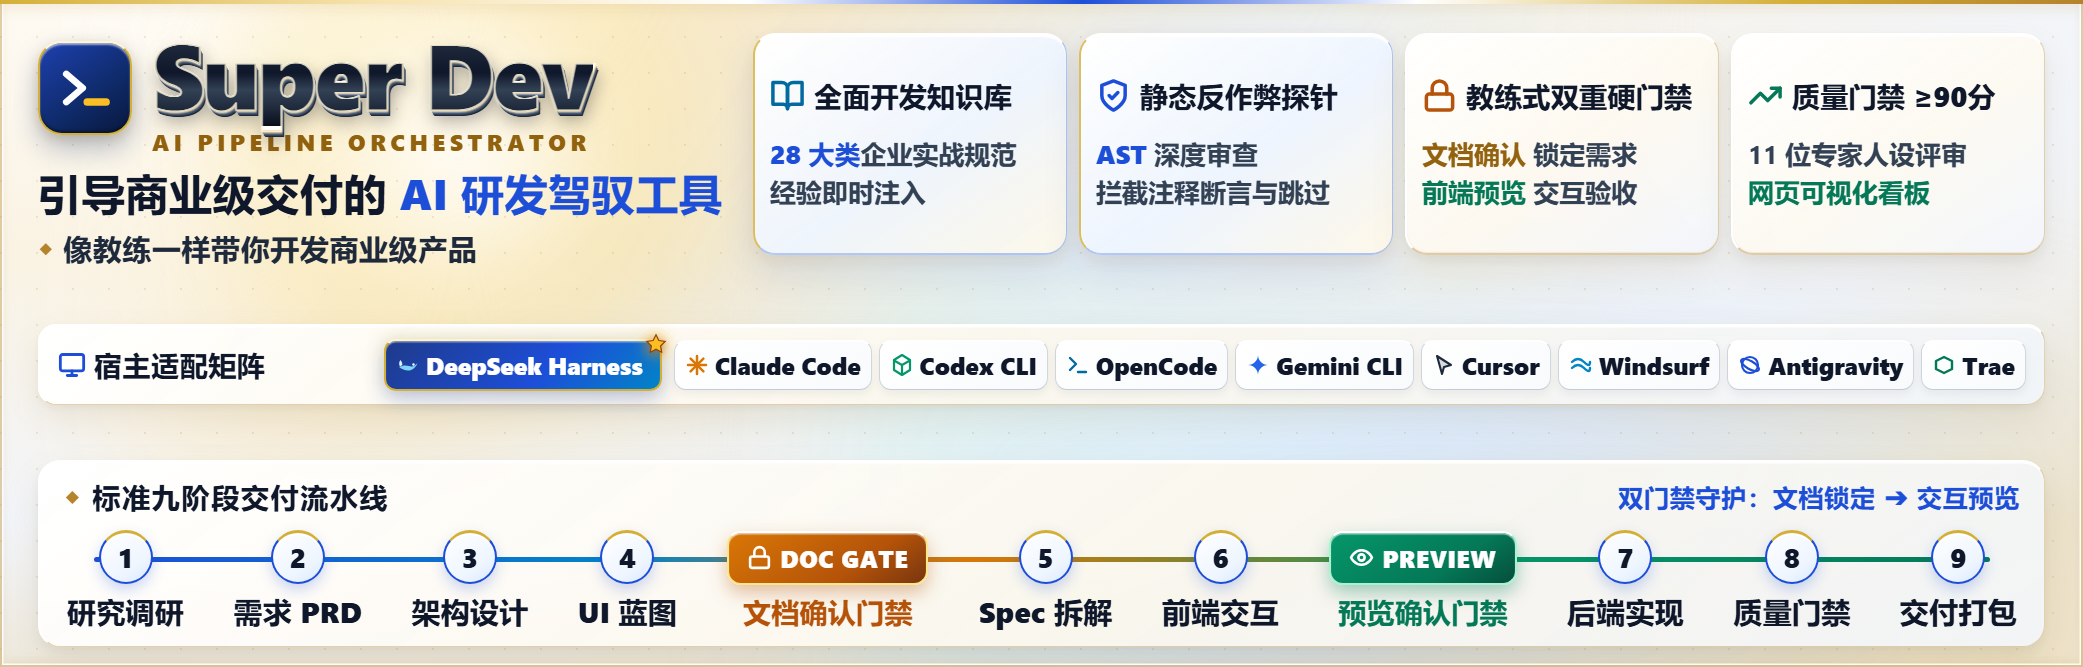 Super Dev
AI PIPELINE ORCHESTRATOR
引导商业级交付的 AI 研发驾驭工具
像教练一样带你开发商业级产品
全面开发知识库
28 大类企业实战规范
经验即时注入
静态反作弊探针
AST 深度审查
拦截注释断言与跳过
教练式双重硬门禁
文档确认 锁定需求
前端预览 交互验收
质量门禁 ≥90分
11 位专家人设评审
网页可视化看板
宿主适配矩阵
DeepSeek Harness
Claude Code
Codex CLI
OpenCode
Gemini CLI
Cursor
Windsurf
Antigravity
Trae
标准九阶段交付流水线
双门禁守护：文档锁定 ➔ 交互预览
1
研究调研
2
需求 PRD
3
架构设计
4
UI 蓝图
DOC GATE
文档确认门禁
5
Spec 拆解
6
前端交互
PREVIEW
预览确认门禁
7
后端实现
8
质量门禁
9
交付打包